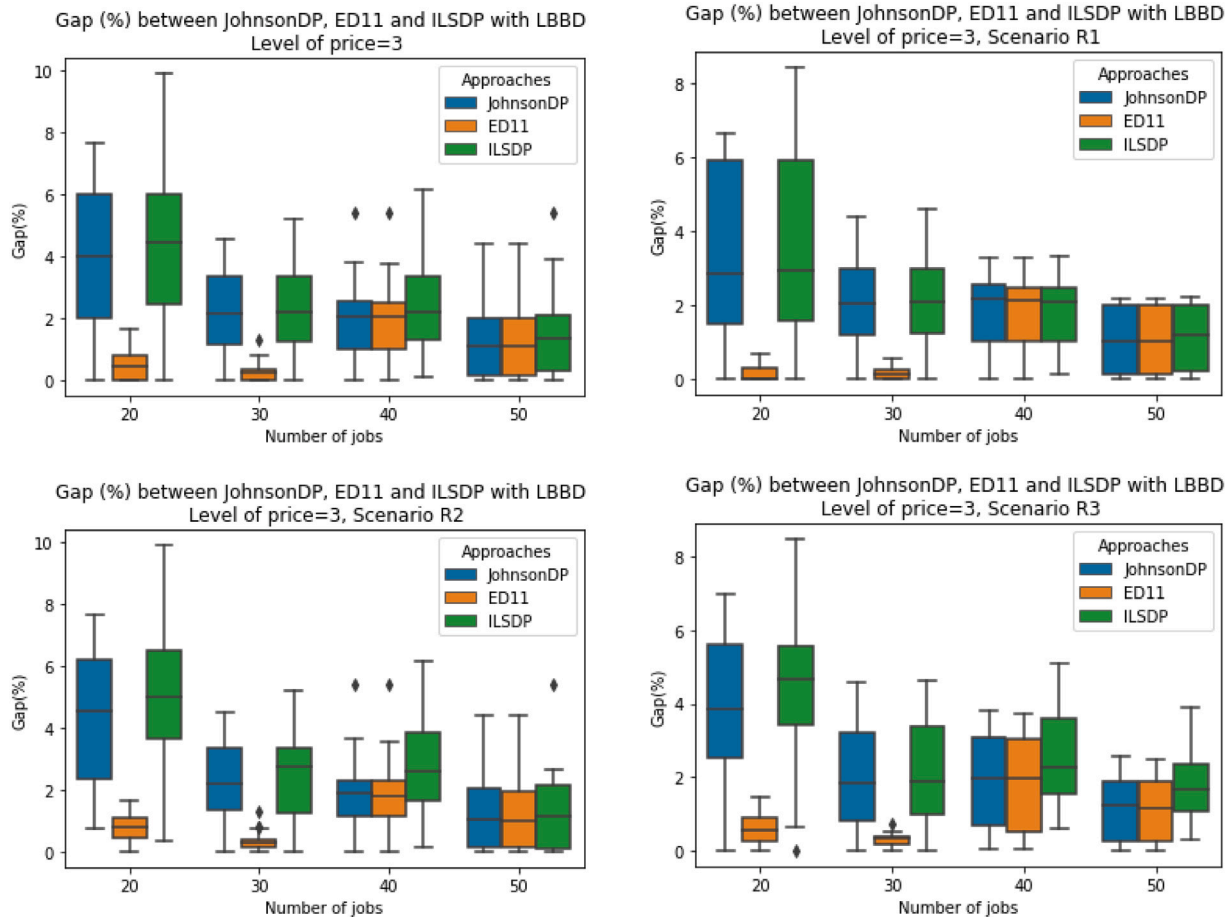 Gap (%) between JohnsonDP, ED11 and ILSDP with LBBD
Level of price=3
Approaches
JohnsonDP
ED11
ILSDP
Gap(%)
10
8
6
4
2
0
20 30 40 50
Number of jobs
Gap (%) between JohnsonDP, ED11 and ILSDP with LBBD
Level of price=3, Scenario R1
Approaches
JohnsonDP
ED11
ILSDP
Gap(%)
8
6
4
2
0
20 30 40 50
Number of jobs
Gap (%) between JohnsonDP, ED11 and ILSDP with LBBD
Level of price=3, Scenario R2
Approaches
JohnsonDP
ED11
ILSDP
Gap(%)
10
8
6
4
2
0
20 30 40 50
Number of jobs
Gap (%) between JohnsonDP, ED11 and ILSDP with LBBD
Level of price=3, Scenario R3
Approaches
JohnsonDP
ED11
ILSDP
Gap(%)
8
6
4
2
0
20 30 40 50
Number of jobs